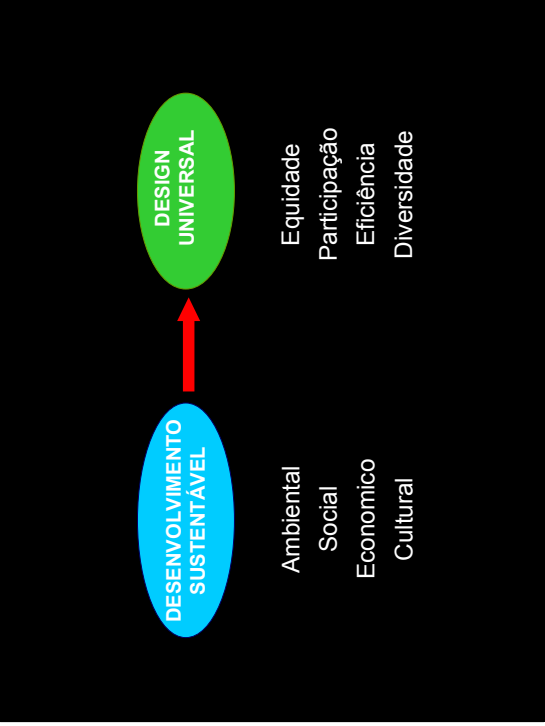 DESENVOLVIMENTO
SUSTENTÁVEL
DESIGN
UNIVERSAL
Ambiental
Social
Economico
Cultural
Equidade
Participação
Eficiência
Diversidade